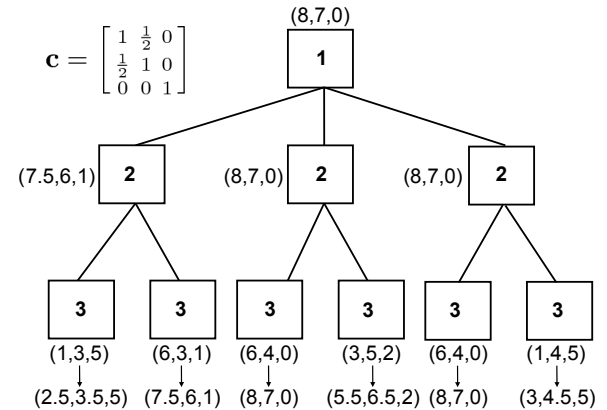 (8,7,0)
c = [ 1 1/2 0
1/2 1 0
0 0 1 ]
1
(7.5,6,1) 2 (8,7,0) 2 (8,7,0) 2
3 3 3 3 3 3
(1,3,5) (6,3,1) (6,4,0) (3,5,2) (6,4,0) (1,4,5)
(2.5,3.5,5) (7.5,6,1) (8,7,0) (5.5,6.5,2) (8,7,0) (3,4.5,5)